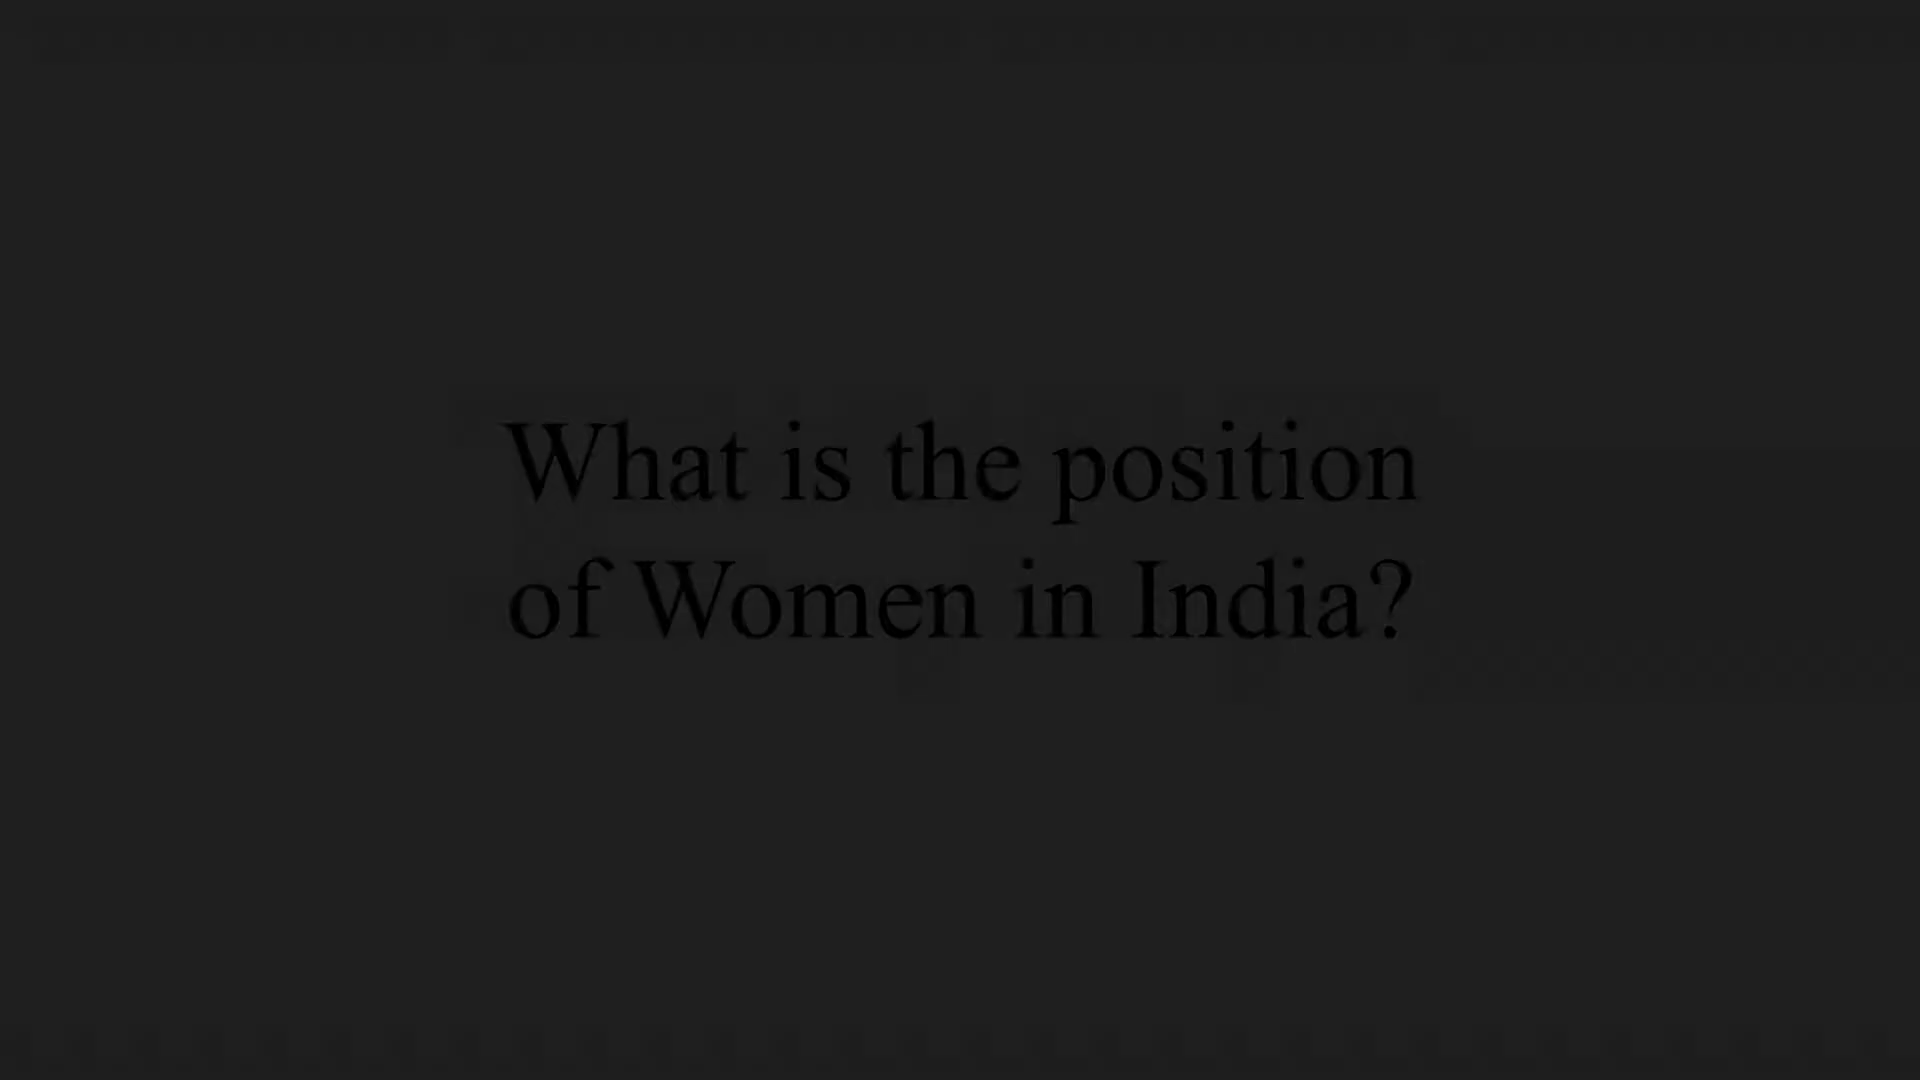 What is the position
of Women in India?